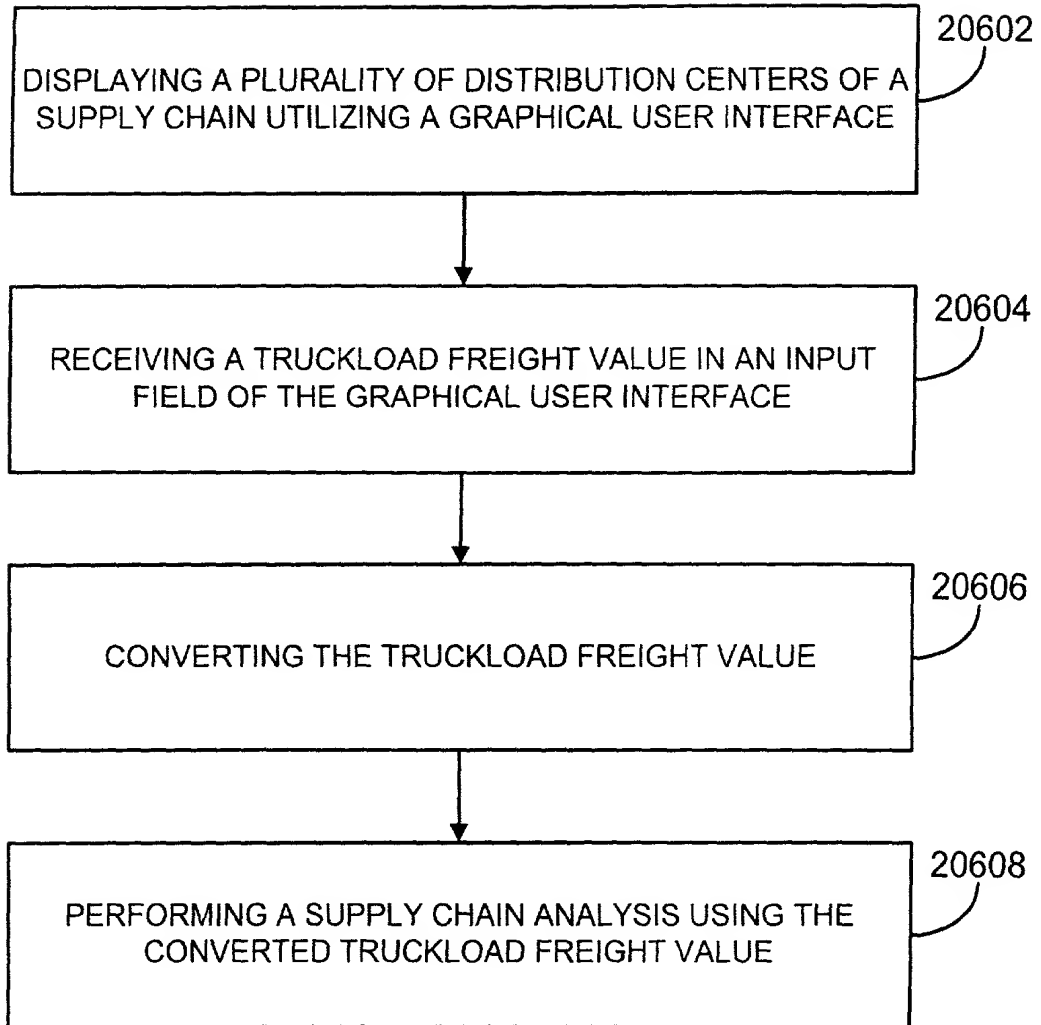 20602
DISPLAYING A PLURALITY OF DISTRIBUTION CENTERS OF A
SUPPLY CHAIN UTILIZING A GRAPHICAL USER INTERFACE
20604
RECEIVING A TRUCKLOAD FREIGHT VALUE IN AN INPUT
FIELD OF THE GRAPHICAL USER INTERFACE
20606
CONVERTING THE TRUCKLOAD FREIGHT VALUE
20608
PERFORMING A SUPPLY CHAIN ANALYSIS USING THE
CONVERTED TRUCKLOAD FREIGHT VALUE